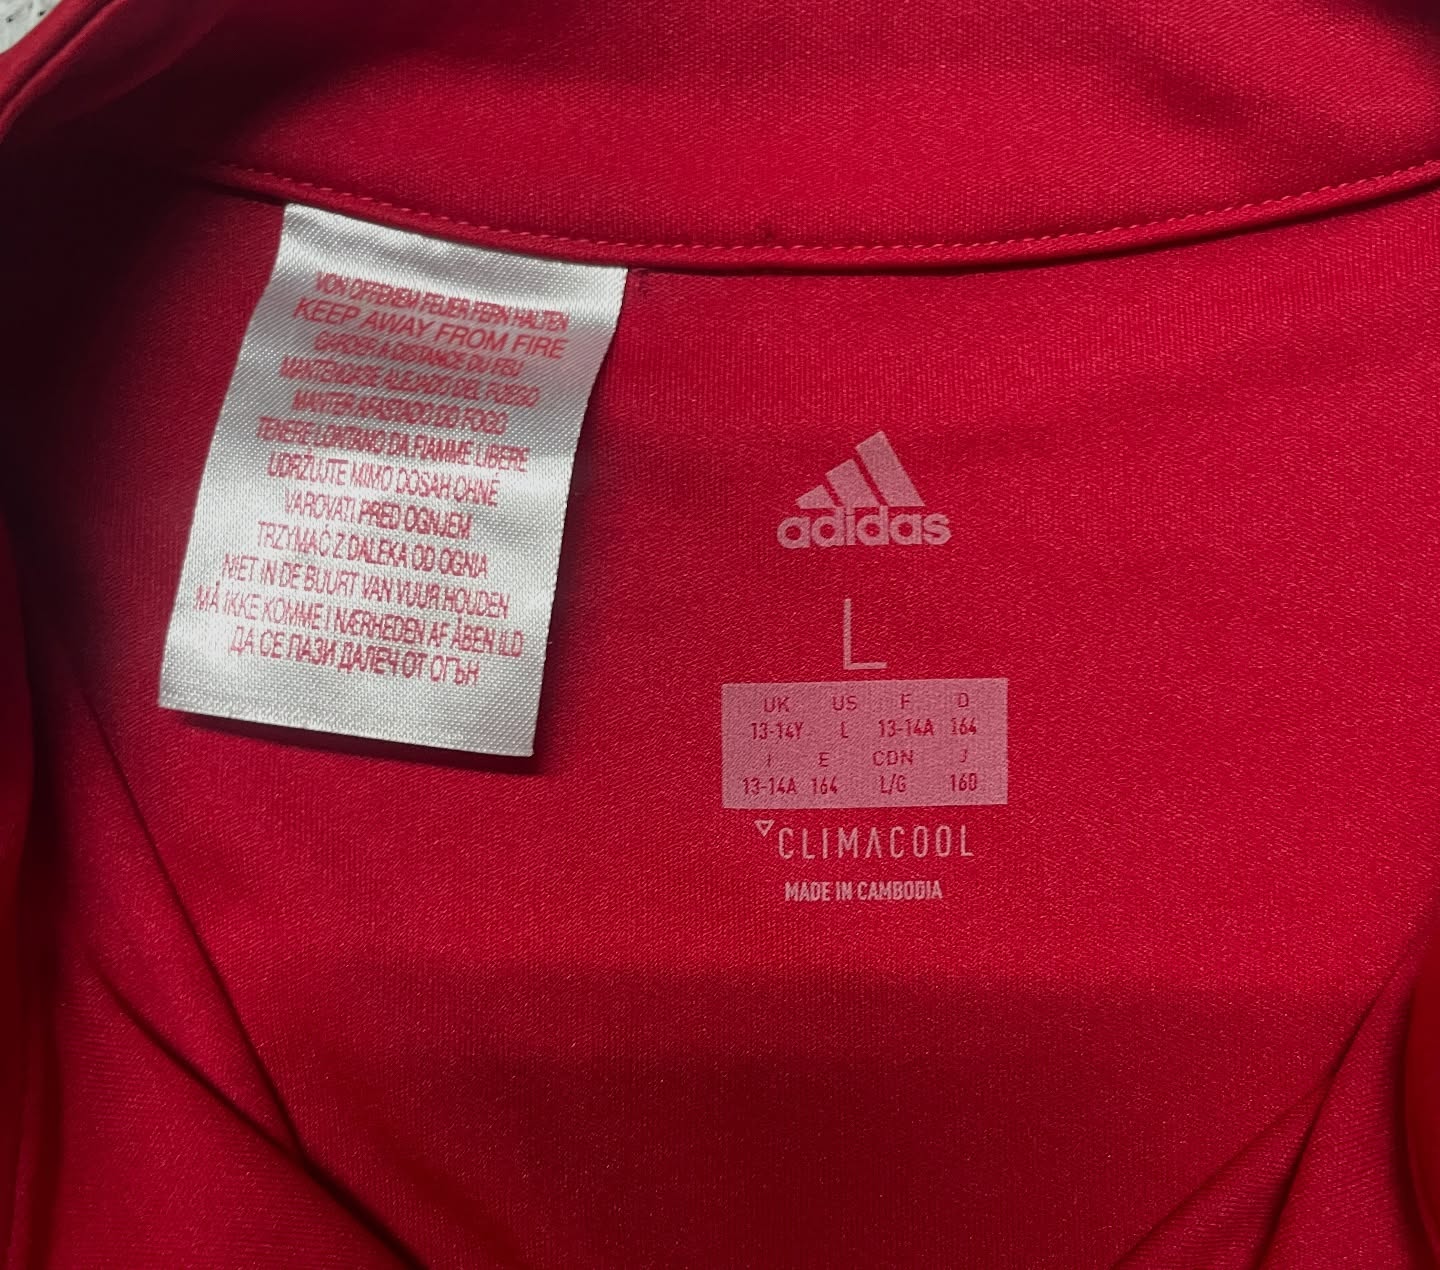 VON OFFENEM FEUER FERN HALTEN
KEEP AWAY FROM FIRE
GARDER A DISTANCE DU FEU
MANTENGASE ALEJADO DEL FUEGO
MANTER AFASTADO DO FOGO
TENERE LONTANO DA FIAMME LIBERE
UDRŽUJTE MIMO DOSAH OHNĚ
VAROVATI PRED OGNJEM
TRZYMAĆ Z DALEKA OD OGNIA
NIET IN DE BUURT VAN VUUR HOUDEN
MÅ IKKE KOMME I NÆRHEDEN AF ÅBEN ILD
ДА СЕ ПАЗИ ДАЛЕЧ ОТ ОГЪН
adidas
L
UK US F D
13-14Y L 13-14A 164
I E CDN J
13-14A 164 L/G 160
CLIMACOOL
MADE IN CAMBODIA